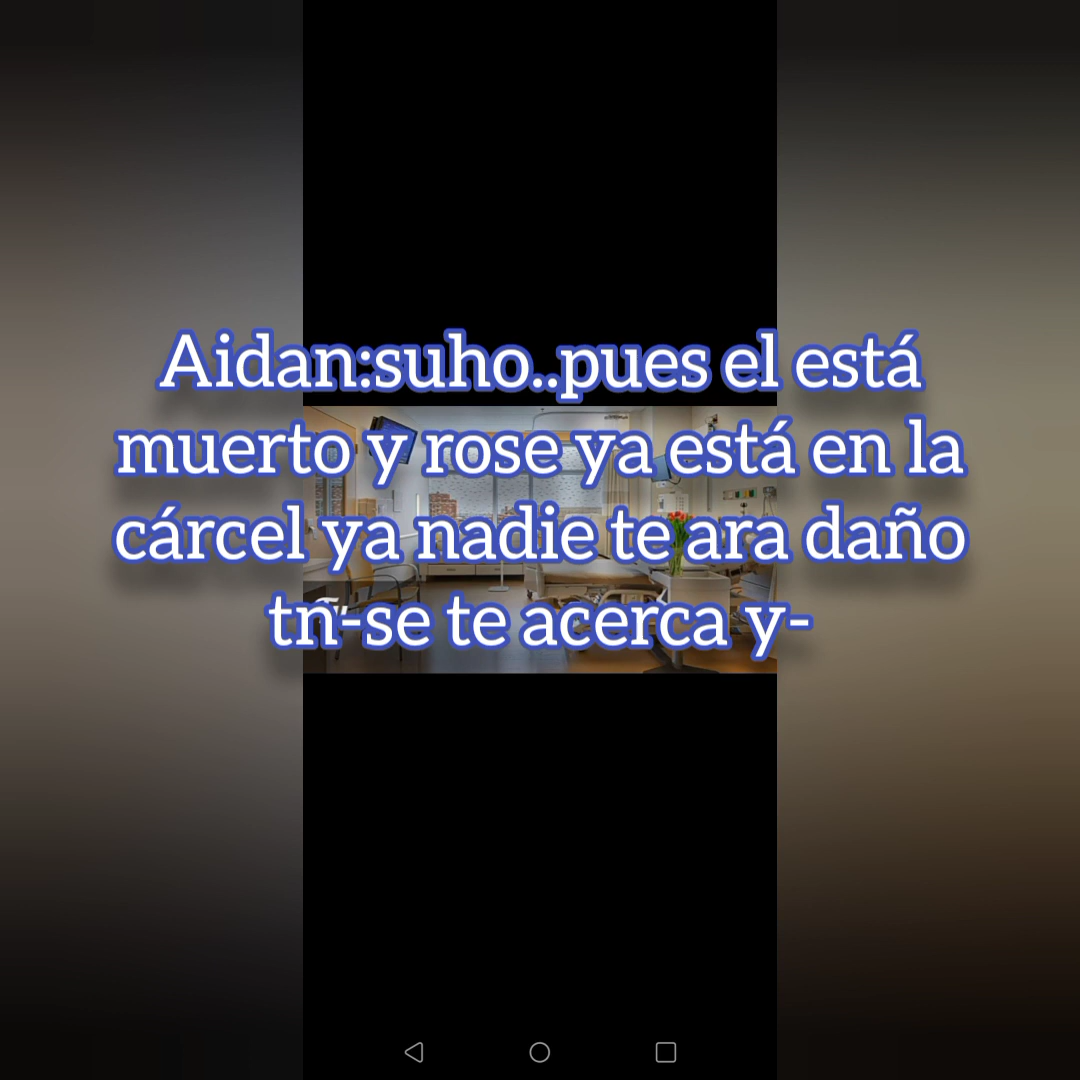 Aidan:suho..pues el está
muerto y rose ya está en la
cárcel ya nadie te ara daño
tn-se te acerca y-